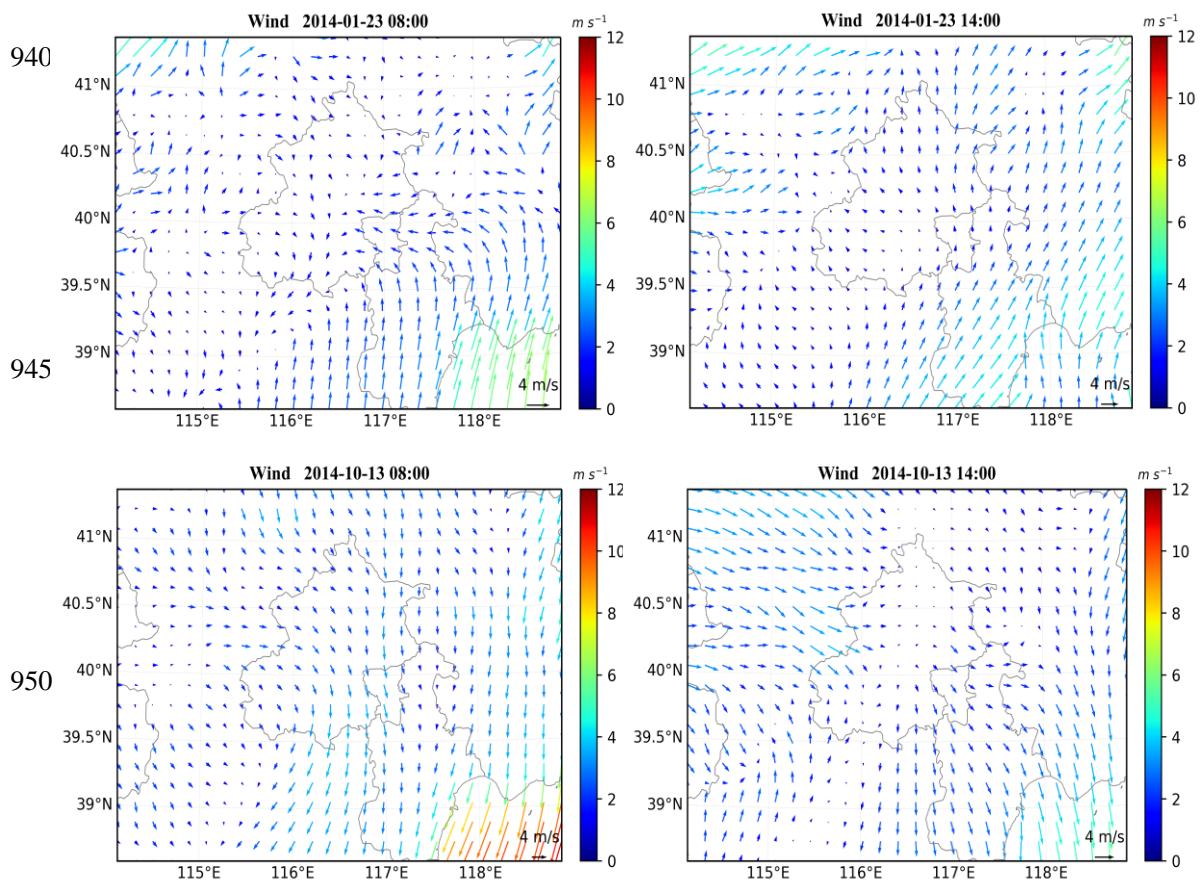 940
945
950
Wind 2014-01-23 08:00
m s⁻¹
41°N
40.5°N
40°N
39.5°N
39°N
115°E 116°E 117°E 118°E
4 m/s
12
10
8
6
4
2
0
Wind 2014-01-23 14:00
m s⁻¹
41°N
40.5°N
40°N
39.5°N
39°N
115°E 116°E 117°E 118°E
4 m/s
12
10
8
6
4
2
0
Wind 2014-10-13 08:00
m s⁻¹
41°N
40.5°N
40°N
39.5°N
39°N
115°E 116°E 117°E 118°E
4 m/s
12
10
8
6
4
2
0
Wind 2014-10-13 14:00
m s⁻¹
41°N
40.5°N
40°N
39.5°N
39°N
115°E 116°E 117°E 118°E
4 m/s
12
10
8
6
4
2
0